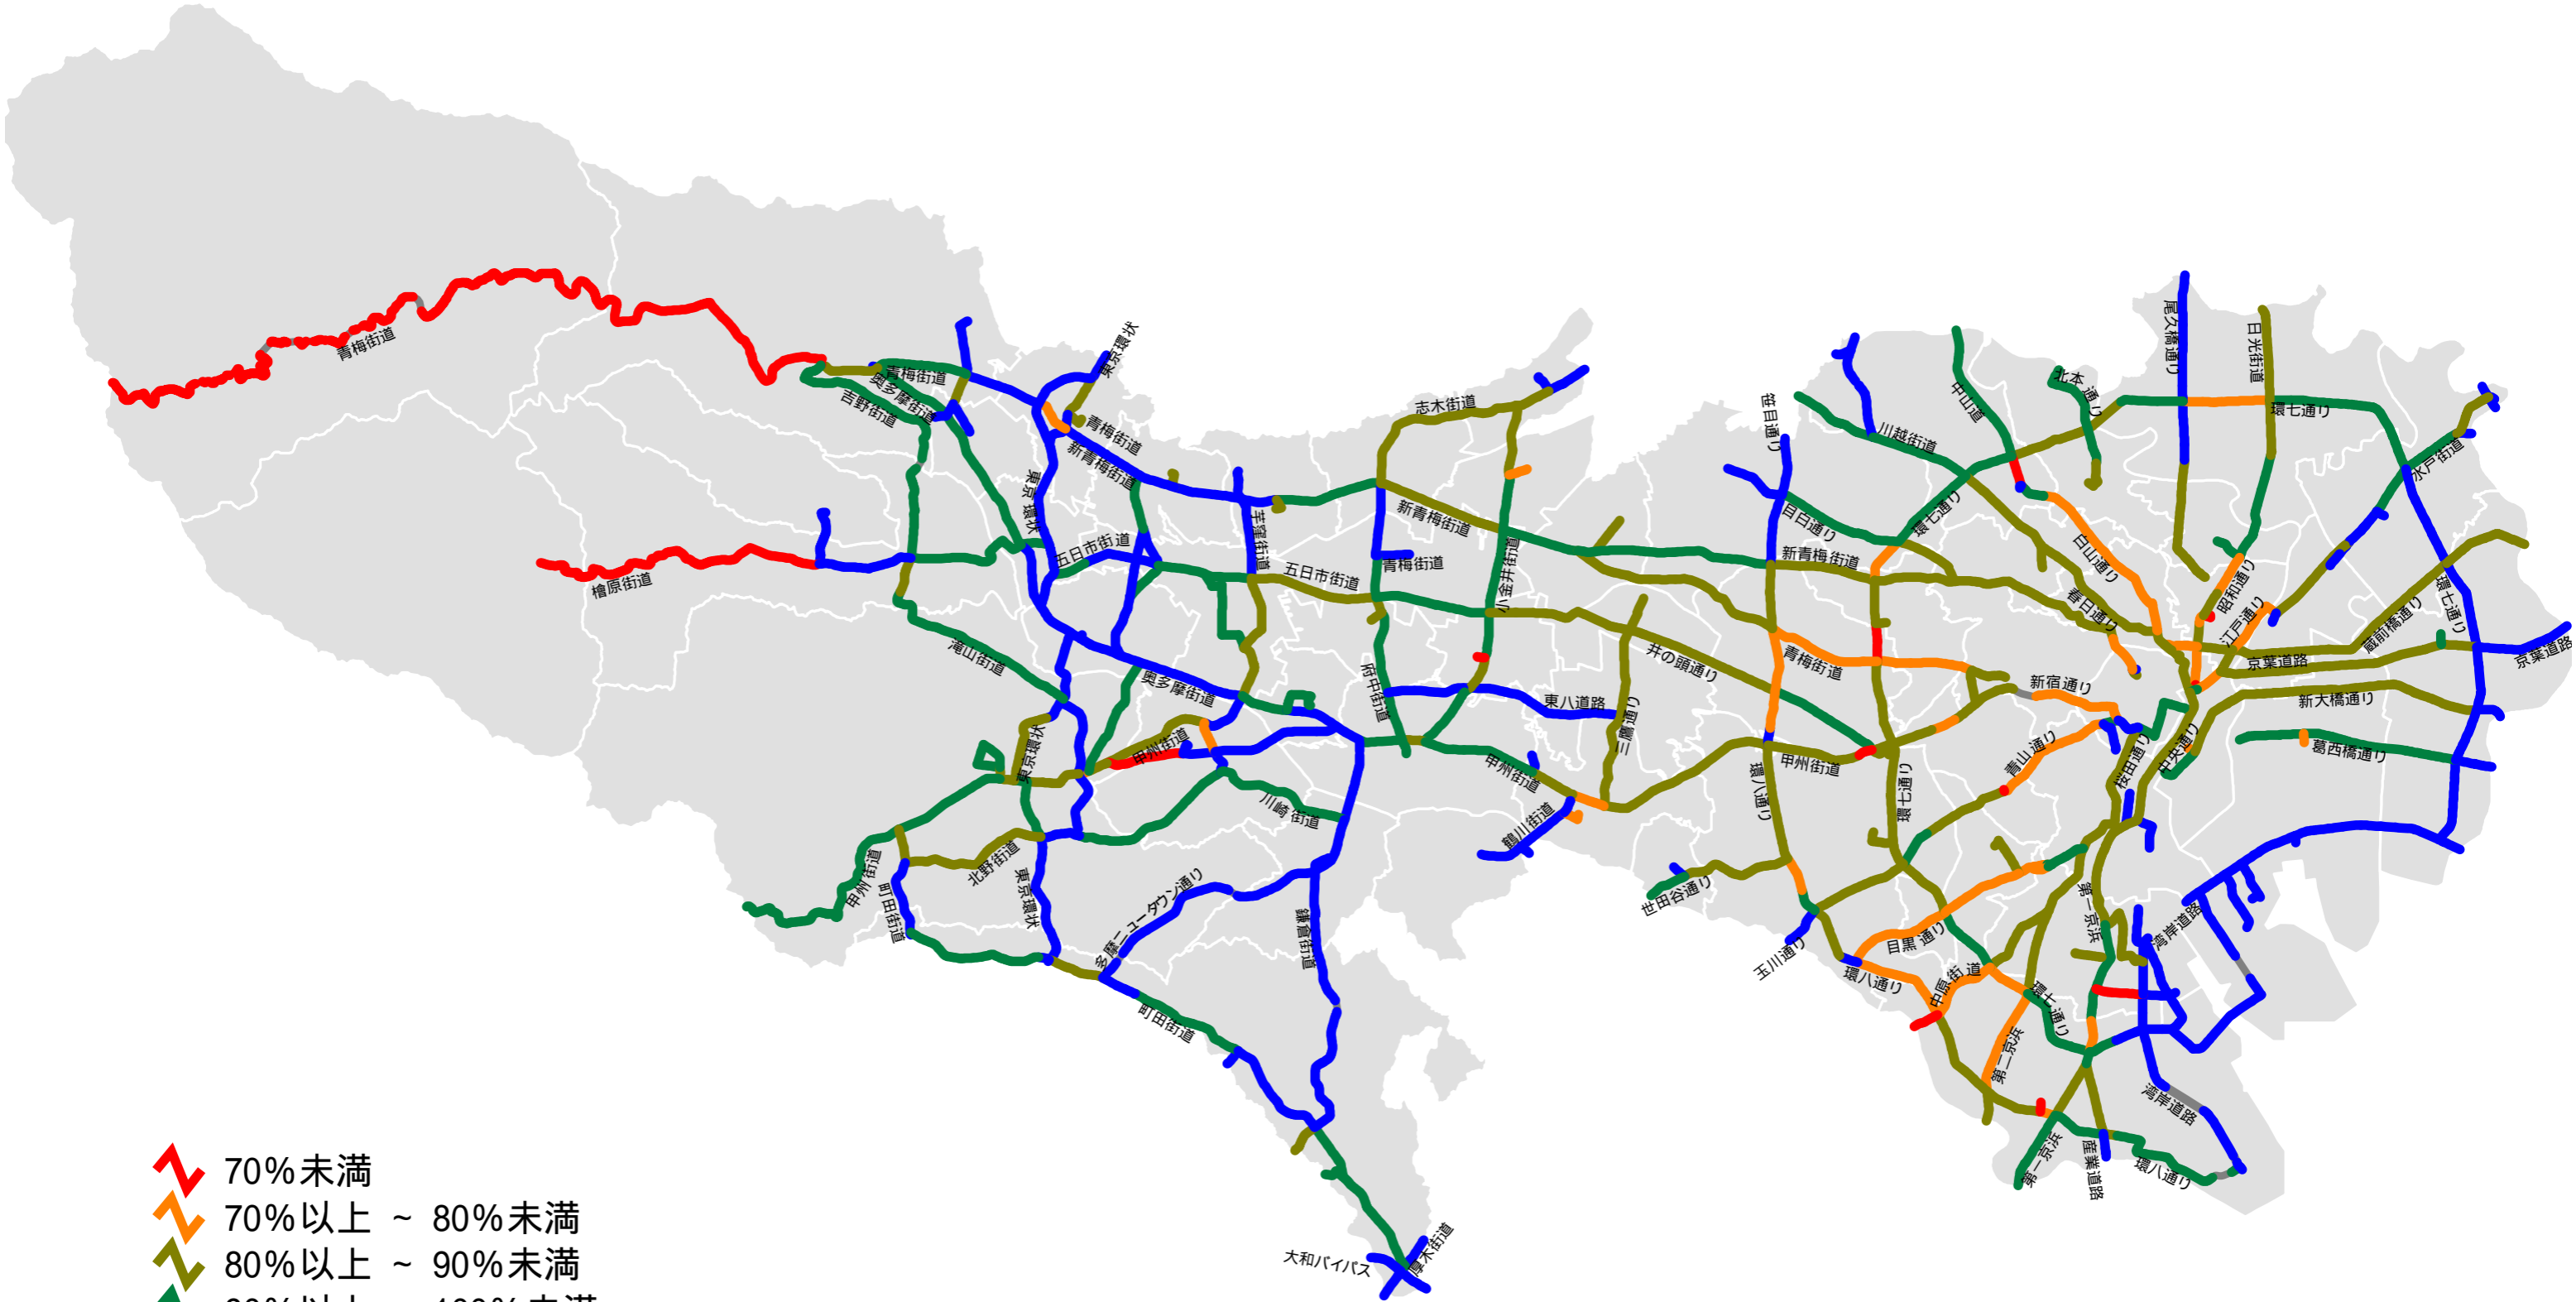 青梅街道
檜原街道
青梅街道
奥多摩街道
吉野街道
東京環状
青梅街道
新青梅街道
東京環状
五日市街道
芋窪街道
滝山街道
奥多摩街道
五日市街道
志木街道
新青梅街道
青梅街道
小金井街道
府中街道
東八道路
三鷹通り
井の頭通り
甲州街道
東京環状
川崎街道
北野街道
甲州街道
町田街道
東京環状
多摩ニュータウン通り
鎌倉街道
町田街道
大和バイパス
厚木街道
甲州街道
鶴川街道
世田谷通り
笹目通り
川越街道
中山道
北本通り
尾久橋通り
日光街道
環七通り
水戸街道
目白通り
環七通り
新青梅街道
白山通り
春日通り
昭和通り
江戸通り
蔵前橋通り
環七通り
京葉道路
京葉道路
新大橋通り
葛西橋通り
青梅街道
新宿通り
青山通り
甲州街道
環八通り
環七通り
桜田通り
中央通り
玉川通り
目黒通り
環八通り
中原街道
環七通り
第二京浜
第一京浜
湾岸道路
湾岸道路
第一京浜
産業道路
環八通り
70%未満
70%以上 ~ 80%未満
80%以上 ~ 90%未満